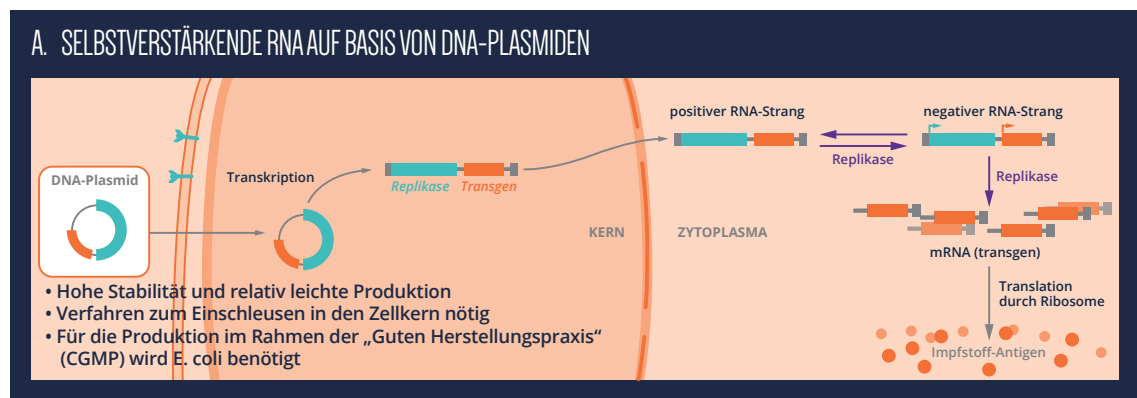 A. SELBSTVERSTÄRKENDE RNA AUF BASIS VON DNA-PLASMIDEN
positiver RNA-Strang
negativer RNA-Strang
Replikase
DNA-Plasmid
Transkription
Replikase Transgen
Replikase
KERN
ZYTOPLASMA
mRNA (transgen)
Translation
durch Ribosome
Impfstoff-Antigen
• Hohe Stabilität und relativ leichte Produktion
• Verfahren zum Einschleusen in den Zellkern nötig
• Für die Produktion im Rahmen der „Guten Herstellungspraxis“
(CGMP) wird E. coli benötigt